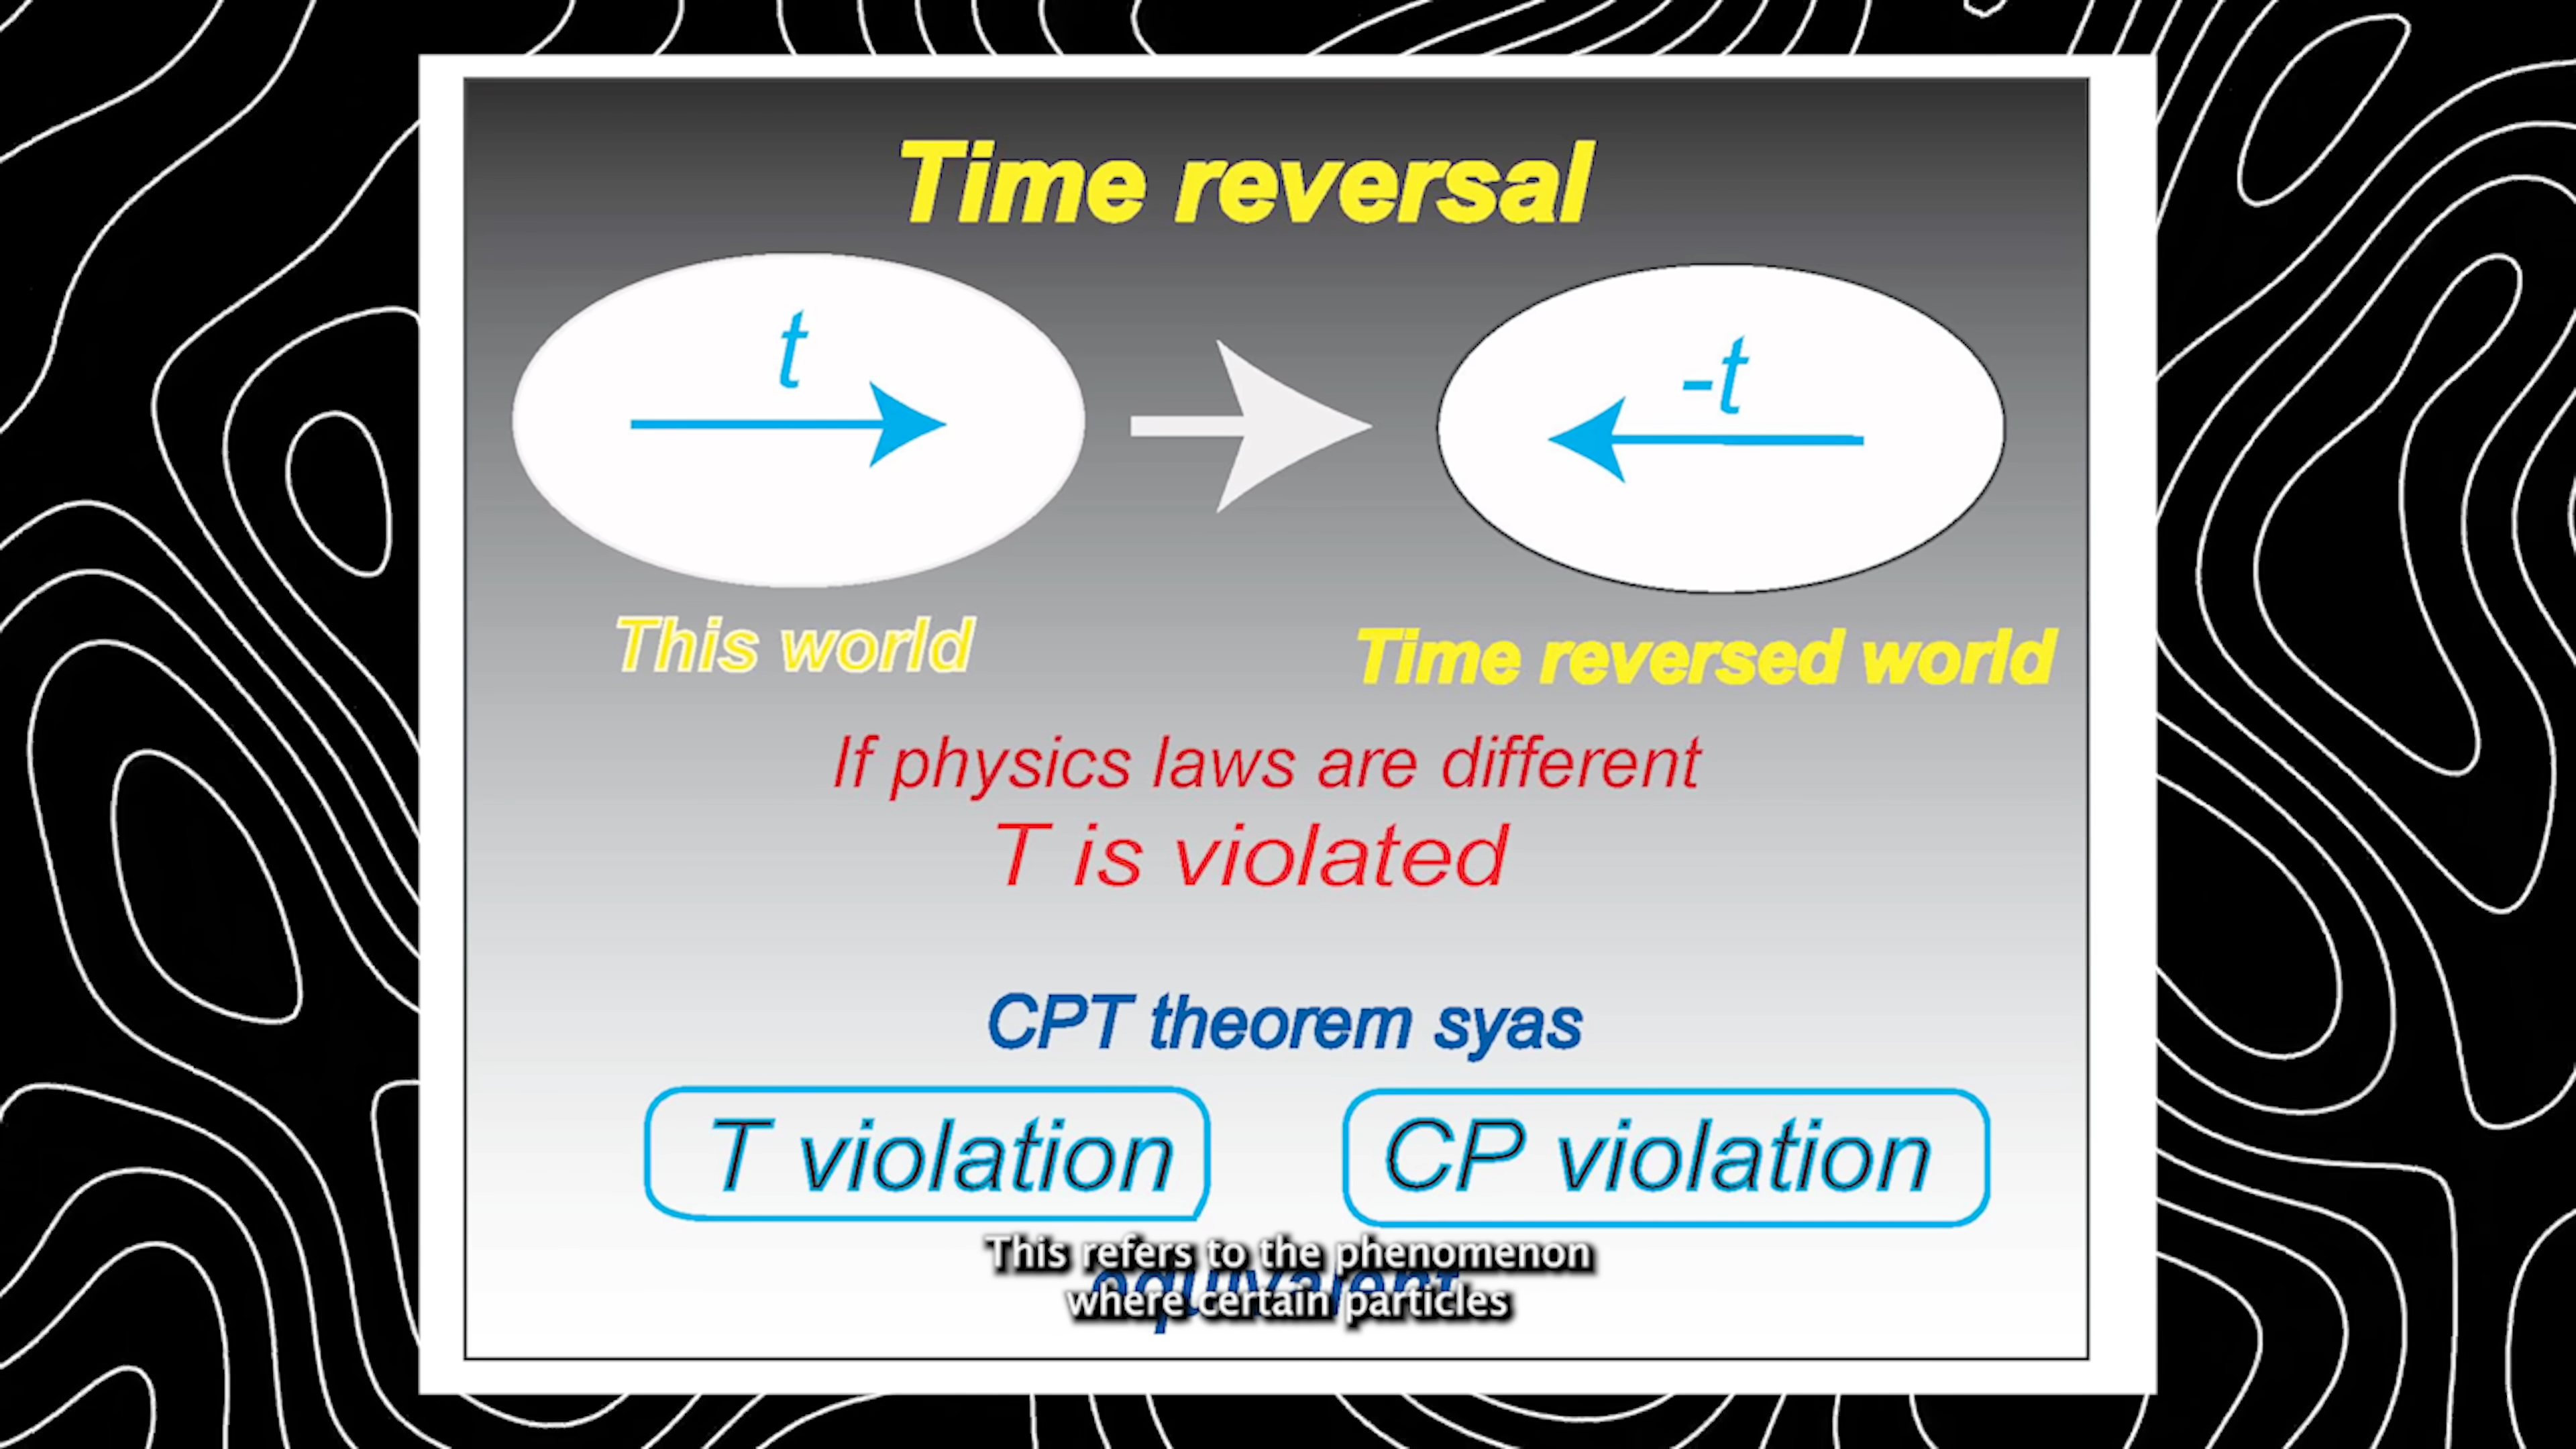 Time reversal
t
-t
This world
Time reversed world
If physics laws are different
T is violated
CPT theorem syas
T violation
CP violation
This refers to the phenomenon
equivalent
where certain particles